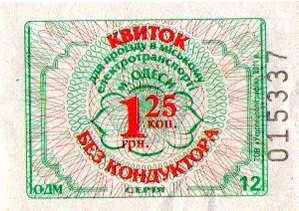 КВИТОК
для проїзду в міському
електротранспорті
м. ОДЕСА
1 25
грн. коп.
БЕЗ КОНДУКТОРА
СЕРІЯ
ЮДМ
12
015337